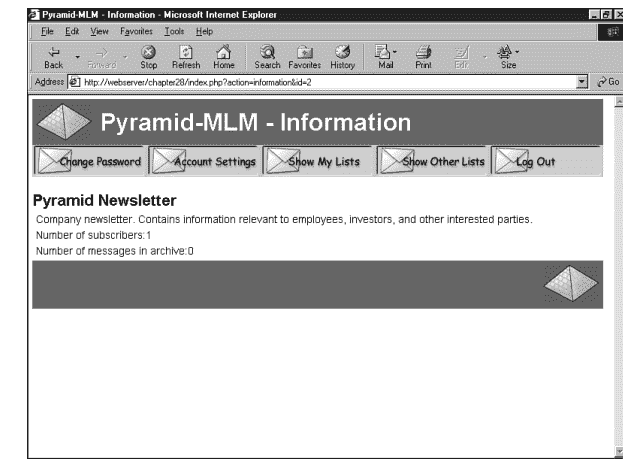 Pyramid-MLM - Information - Microsoft Internet Explorer
File Edit View Favorites Tools Help
Back Forward Stop Refresh Home Search Favorites History Mail Print Edit Size
Address http://webserver/chapter28/index.php?action=information&id=2 Go
Pyramid-MLM - Information
Change Password Account Settings Show My Lists Show Other Lists Log Out
Pyramid Newsletter
Company newsletter. Contains information relevant to employees, investors, and other interested parties.
Number of subscribers:1
Number of messages in archive:0